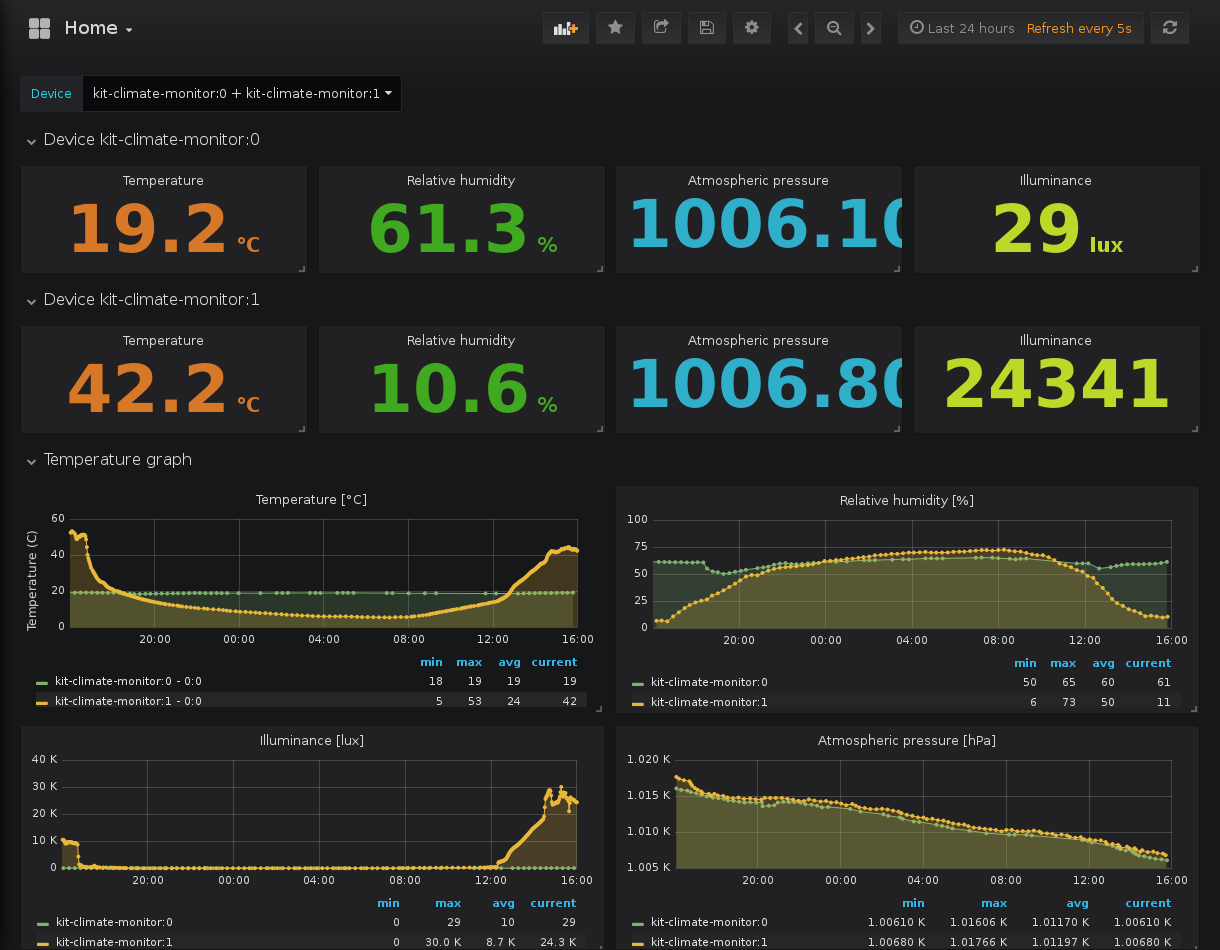 Home
Last 24 hours Refresh every 5s
Device kit-climate-monitor:0 + kit-climate-monitor:1
Device kit-climate-monitor:0
Temperature Relative humidity Atmospheric pressure Illuminance
19.2 °C 61.3 % 1006.10 29 lux
Device kit-climate-monitor:1
Temperature Relative humidity Atmospheric pressure Illuminance
42.2 °C 10.6 % 1006.80 24341
Temperature graph
Temperature [°C]
Temperature (C)
60
40
20
0
20:00 00:00 04:00 08:00 12:00 16:00
min max avg current
kit-climate-monitor:0 - 0:0 18 19 19 19
kit-climate-monitor:1 - 0:0 5 53 24 42
Relative humidity [%]
100
75
50
25
0
20:00 00:00 04:00 08:00 12:00 16:00
min max avg current
kit-climate-monitor:0 50 65 60 61
kit-climate-monitor:1 6 73 50 11
Illuminance [lux]
40 K
30 K
20 K
10 K
0
20:00 00:00 04:00 08:00 12:00 16:00
min max avg current
kit-climate-monitor:0 0 29 10 29
kit-climate-monitor:1 0 30.0 K 8.7 K 24.3 K
Atmospheric pressure [hPa]
1.020 K
1.015 K
1.010 K
1.005 K
20:00 00:00 04:00 08:00 12:00 16:00
min max avg current
kit-climate-monitor:0 1.00610 K 1.01606 K 1.01170 K 1.00610 K
kit-climate-monitor:1 1.00680 K 1.01766 K 1.01197 K 1.00680 K